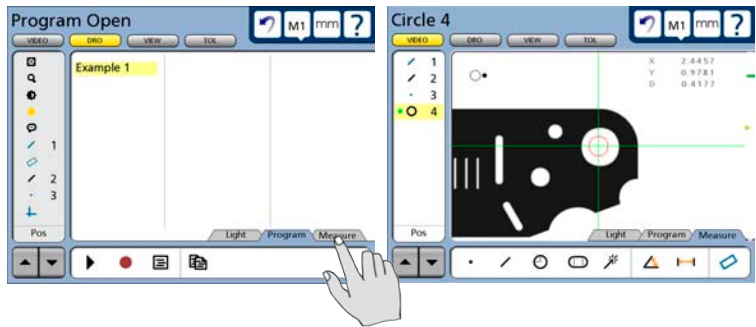 Program Open
M1 mm ?
VIDEO DRO VIEW TOL
Example 1
1
2
3
Pos
Light Program Measure
Circle 4
M1 mm ?
VIDEO DRO VIEW TOL
1
2
3
4
X 2.4457
Y 0.9781
D 0.4177
Pos
Light Program Measure